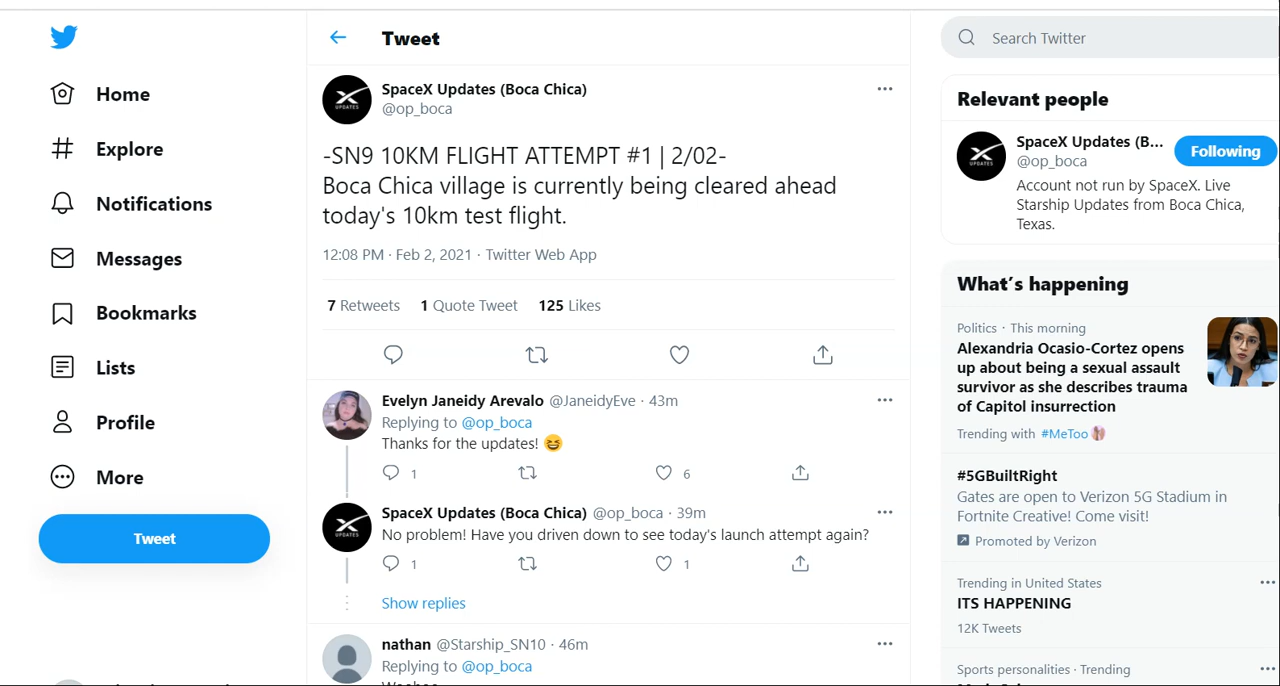 Home
Explore
Notifications
Messages
Bookmarks
Lists
Profile
More
Tweet
Tweet
SpaceX Updates (Boca Chica)
@op_boca
-SN9 10KM FLIGHT ATTEMPT #1 | 2/02-
Boca Chica village is currently being cleared ahead
today's 10km test flight.
12:08 PM · Feb 2, 2021 · Twitter Web App
7 Retweets 1 Quote Tweet 125 Likes
Evelyn Janeidy Arevalo @JaneidyEve · 43m
Replying to @op_boca
Thanks for the updates! 😆
1 6
SpaceX Updates (Boca Chica) @op_boca · 39m
No problem! Have you driven down to see today's launch attempt again?
1 1
Show replies
nathan @Starship_SN10 · 46m
Replying to @op_boca
Search Twitter
Relevant people
SpaceX Updates (B...
@op_boca
Following
Account not run by SpaceX. Live
Starship Updates from Boca Chica,
Texas.
What's happening
Politics · This morning
Alexandria Ocasio-Cortez opens
up about being a sexual assault
survivor as she describes trauma
of Capitol insurrection
Trending with #MeToo
#5GBuiltRight
Gates are open to Verizon 5G Stadium in
Fortnite Creative! Come visit!
Promoted by Verizon
Trending in United States
ITS HAPPENING
12K Tweets
Sports personalities · Trending